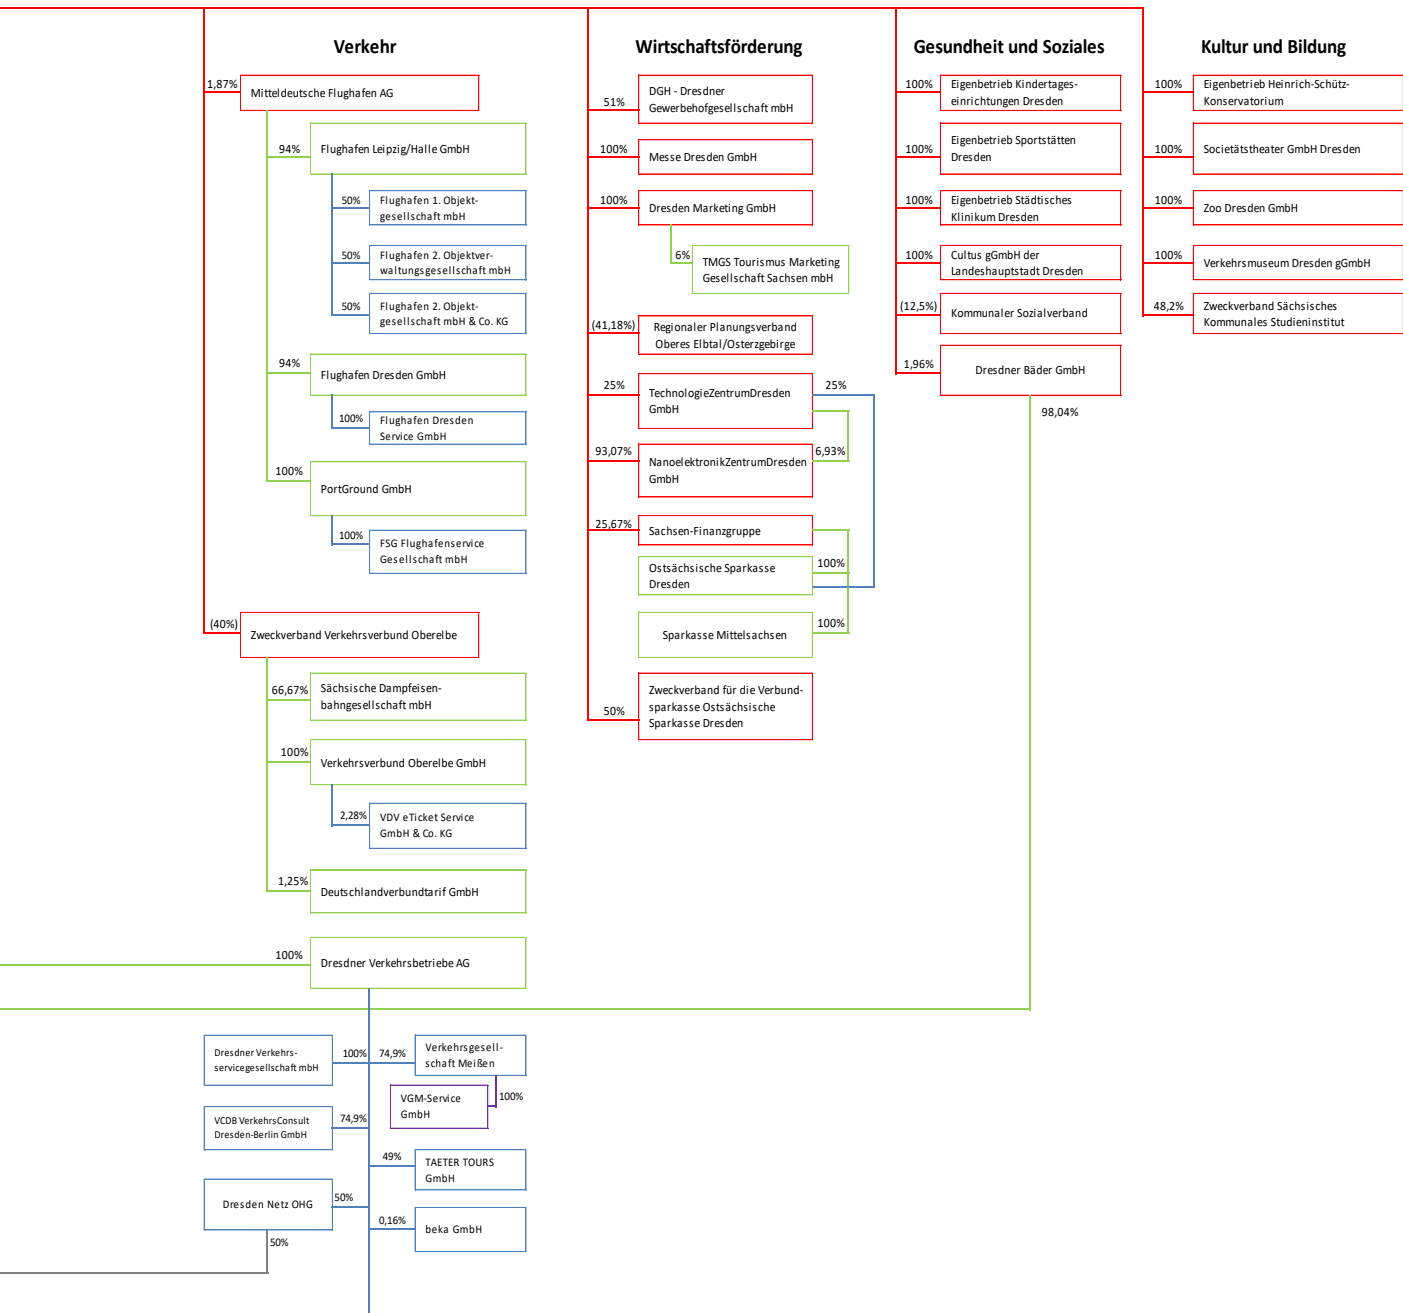 Verkehr
1,87%
Mitteldeutsche Flughafen AG
94%
Flughafen Leipzig/Halle GmbH
50%
Flughafen 1. Objekt-
gesellschaft mbH
50%
Flughafen 2. Objektver-
waltungsgesellschaft mbH
50%
Flughafen 2. Objekt-
gesellschaft mbH & Co. KG
94%
Flughafen Dresden GmbH
100%
Flughafen Dresden
Service GmbH
100%
PortGround GmbH
100%
FSG Flughafenservice
Gesellschaft mbH
(40%)
Zweckverband Verkehrsverbund Oberelbe
66,67%
Sächsische Dampfeisen-
bahngesellschaft mbH
100%
Verkehrsverbund Oberelbe GmbH
2,28%
VDV eTicket Service
GmbH & Co. KG
1,25%
Deutschlandverbundtarif GmbH
100%
Dresdner Verkehrsbetriebe AG
Dresdner Verkehrs-
servicegesellschaft mbH
100%
74,9%
Verkehrsgesell-
schaft Meißen
VGM-Service
GmbH
100%
VCDB VerkehrsConsult
Dresden-Berlin GmbH
74,9%
49%
TAETER TOURS
GmbH
Dresden Netz OHG
50%
0,16%
beka GmbH
50%
Wirtschaftsförderung
51%
DGH - Dresdner
Gewerbehofgesellschaft mbH
100%
Messe Dresden GmbH
100%
Dresden Marketing GmbH
6%
TMGS Tourismus Marketing
Gesellschaft Sachsen mbH
(41,18%)
Regionaler Planungsverband
Oberes Elbtal/Osterzgebirge
25%
TechnologieZentrumDresden
GmbH
25%
93,07%
NanoelektronikZentrumDresden
GmbH
6,93%
25,67%
Sachsen-Finanzgruppe
Ostsächsische Sparkasse
Dresden
100%
Sparkasse Mittelsachsen
100%
50%
Zweckverband für die Verbund-
sparkasse Ostsächsische
Sparkasse Dresden
Gesundheit und Soziales
100%
Eigenbetrieb Kindertages-
einrichtungen Dresden
100%
Eigenbetrieb Sportstätten
Dresden
100%
Eigenbetrieb Städtisches
Klinikum Dresden
100%
Cultus gGmbH der
Landeshauptstadt Dresden
(12,5%)
Kommunaler Sozialverband
1,96%
Dresdner Bäder GmbH
98,04%
Kultur und Bildung
100%
Eigenbetrieb Heinrich-Schütz-
Konservatorium
100%
Societätstheater GmbH Dresden
100%
Zoo Dresden GmbH
100%
Verkehrsmuseum Dresden gGmbH
48,2%
Zweckverband Sächsisches
Kommunales Studieninstitut